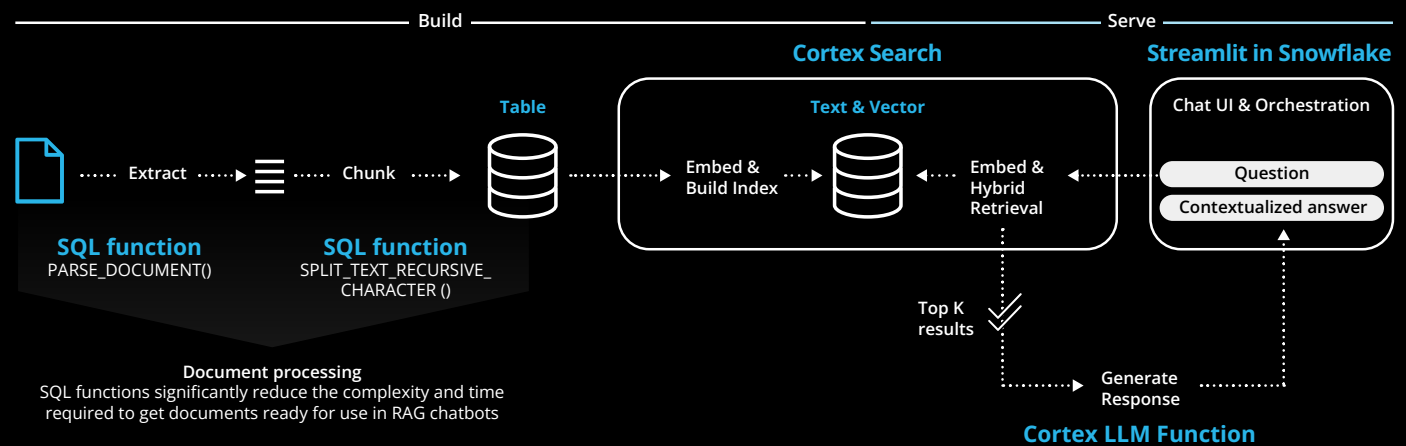 Build
Serve
Cortex Search
Streamlit in Snowflake
Table
Text & Vector
Chat UI & Orchestration
Extract
Chunk
Embed &
Build Index
Embed &
Hybrid
Retrieval
Question
Contextualized answer
SQL function
PARSE_DOCUMENT()
SQL function
SPLIT_TEXT_RECURSIVE_
CHARACTER ()
Top K
results
Document processing
SQL functions significantly reduce the complexity and time
required to get documents ready for use in RAG chatbots
Generate
Response
Cortex LLM Function